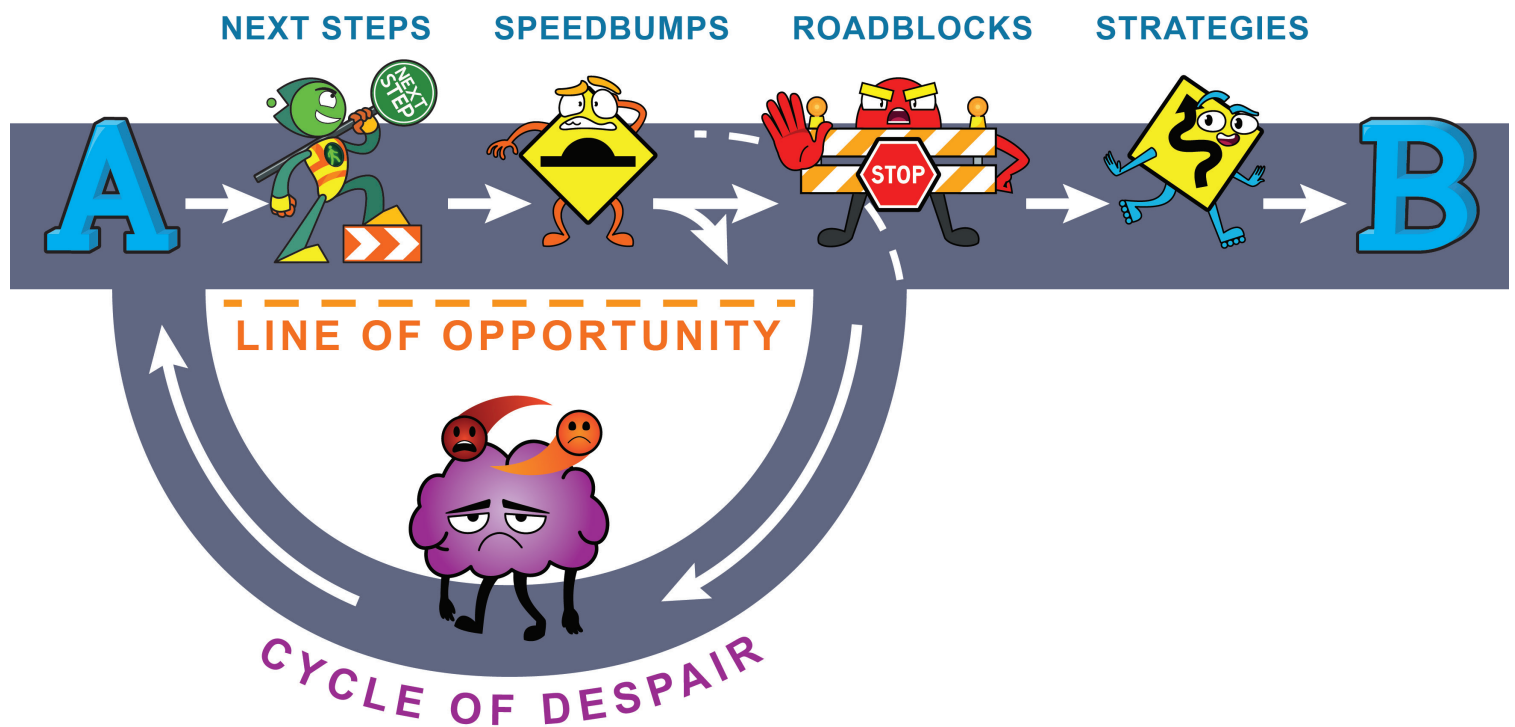 NEXT STEPS
SPEEDBUMPS
ROADBLOCKS
STRATEGIES
NEXT
STEP
A
STOP
B
LINE OF OPPORTUNITY
CYCLE OF DESPAIR